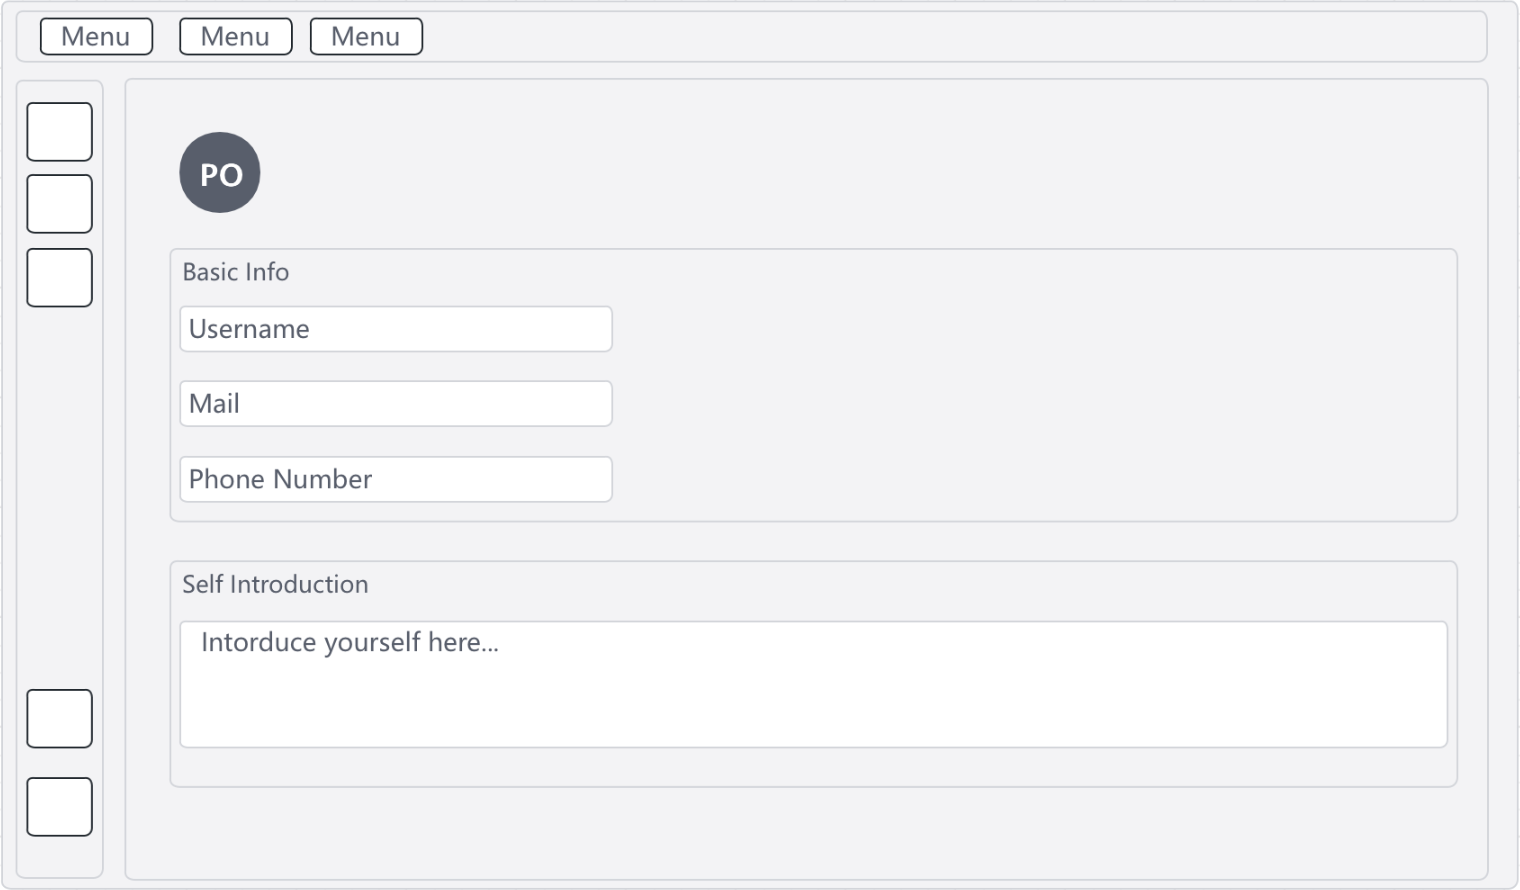 Menu Menu Menu
PO
Basic Info
Username
Mail
Phone Number
Self Introduction
Intorduce yourself here...